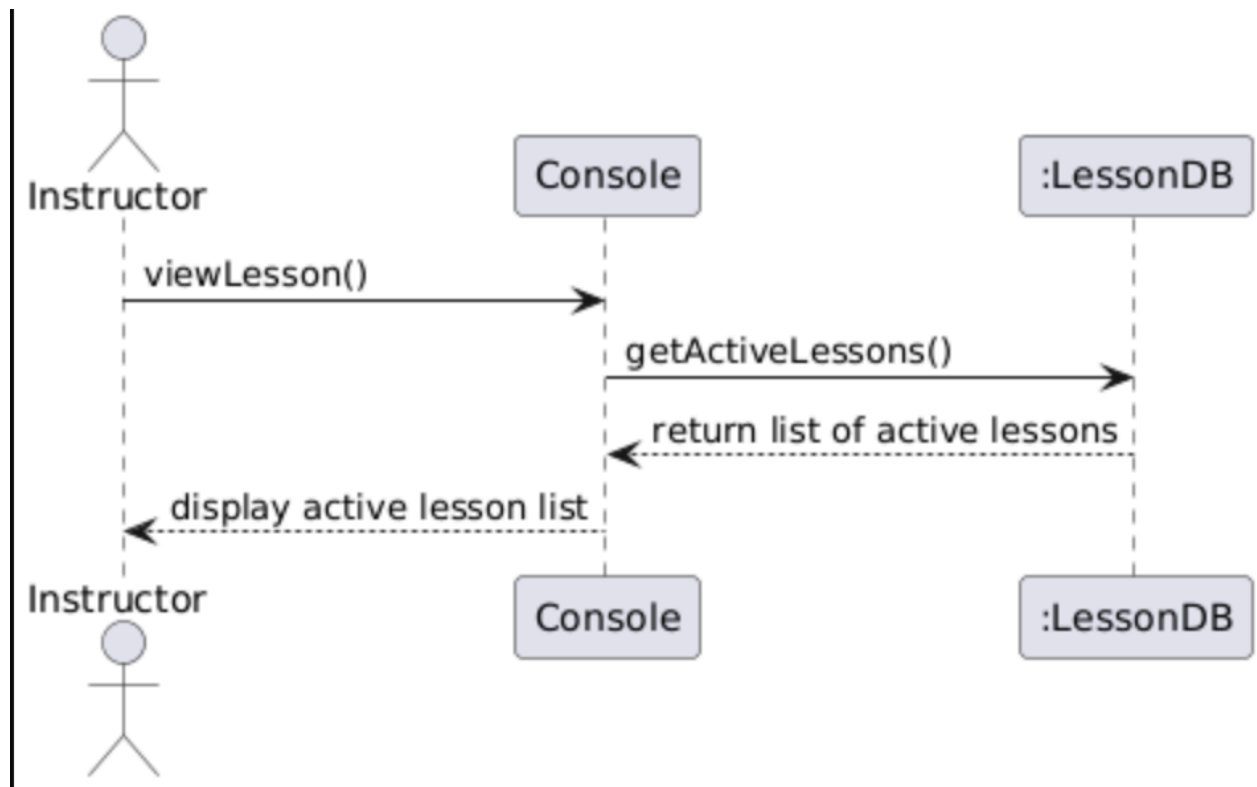 Instructor
Console
:LessonDB
viewLesson()
getActiveLessons()
return list of active lessons
display active lesson list
Instructor
Console
:LessonDB